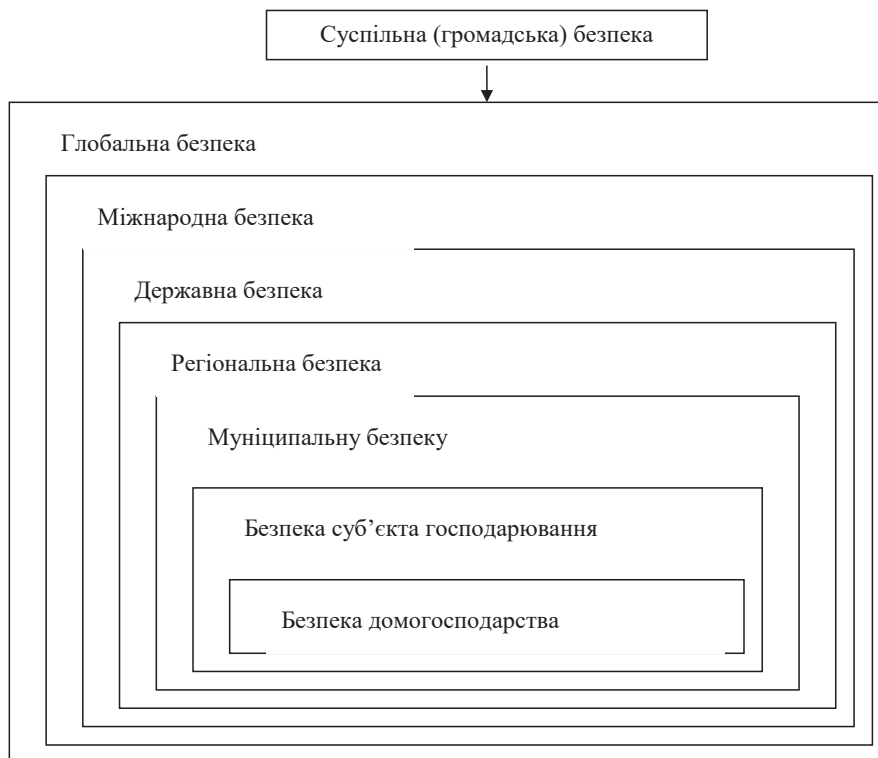 Суспільна (громадська) безпека
Глобальна безпека
Міжнародна безпека
Державна безпека
Регіональна безпека
Муніципальну безпеку
Безпека суб’єкта господарювання
Безпека домогосподарства